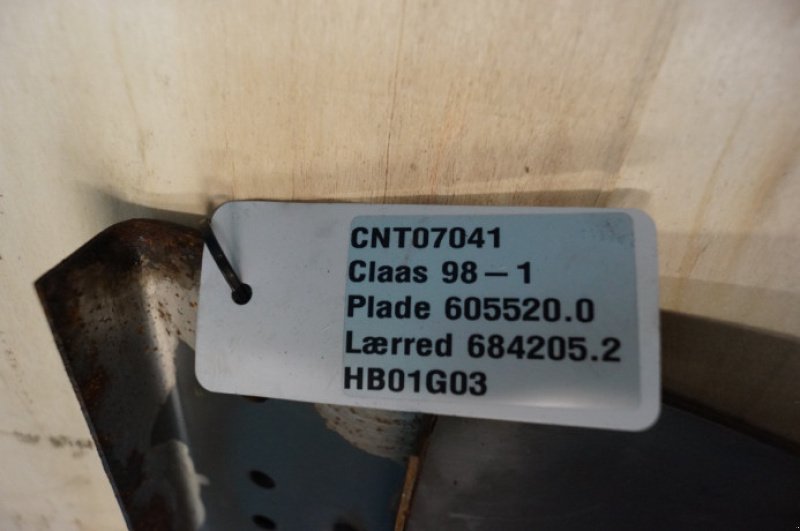 CNT07041
Claas 98-1
Plade 605520.0
Lærred 684205.2
HB01G03